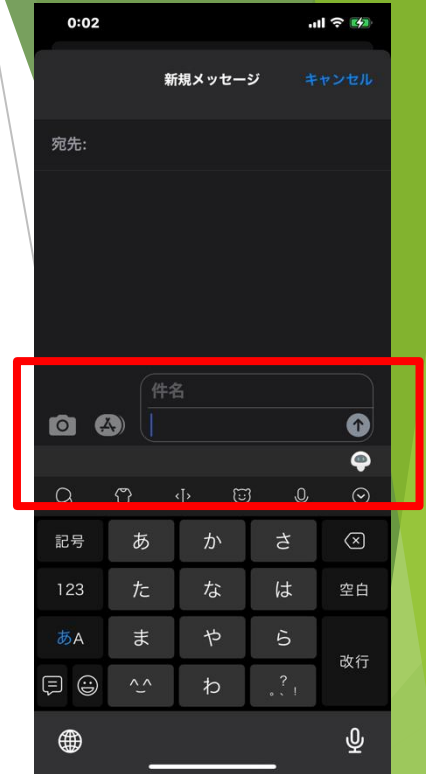 0:02
新規メッセージ キャンセル
宛先:
件名
記号 あ か さ
123 た な は 空白
あA ま や ら
改行
^_^ わ 。、?!